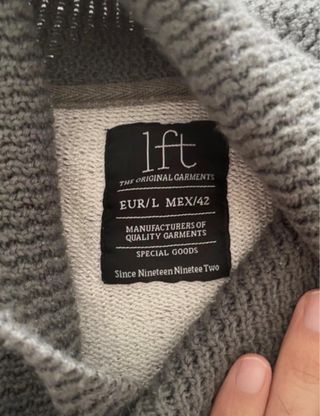 lft
THE ORIGINAL GARMENTS
EUR/L MEX/42
MANUFACTURERS OF
QUALITY GARMENTS
SPECIAL GOODS
Since Nineteen Ninetee Two